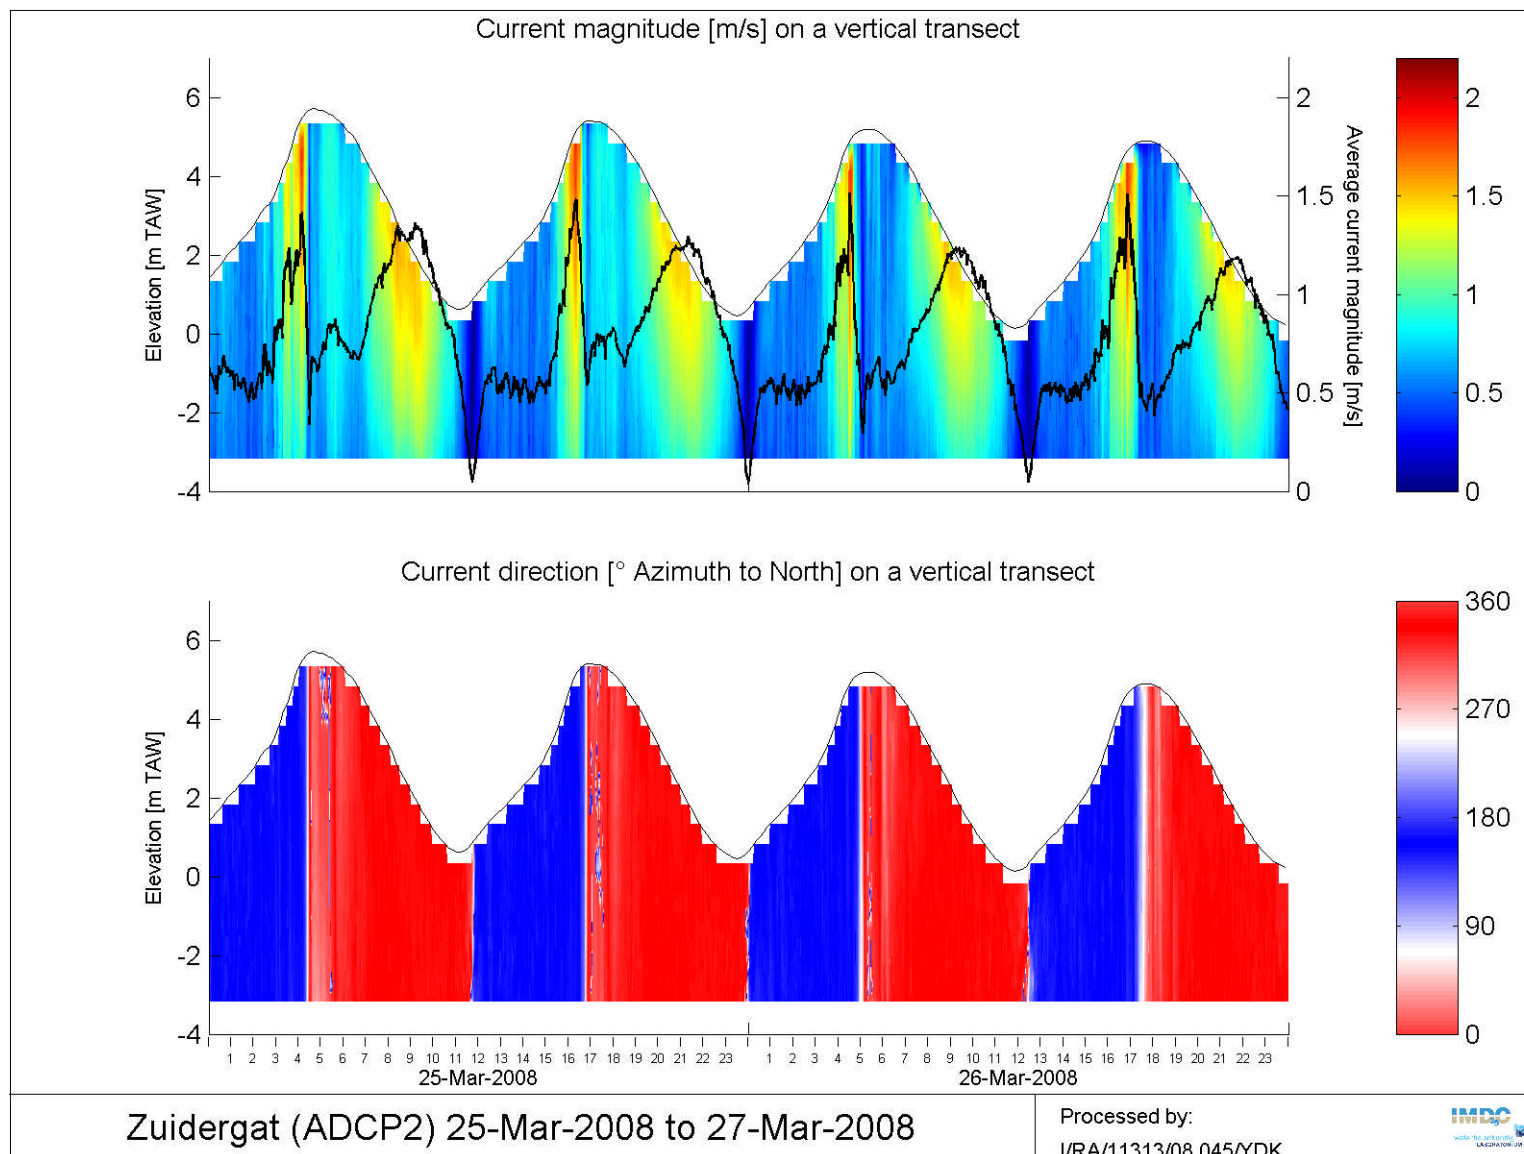 Current magnitude [m/s] on a vertical transect
6
4
2
0
-2
-4
Elevation [m TAW]
2
1.5
1
0.5
0
Average current magnitude [m/s]
2
1.5
1
0.5
0
Current direction [° Azimuth to North] on a vertical transect
6
4
2
0
-2
-4
Elevation [m TAW]
360
270
180
90
0
1 2 3 4 5 6 7 8 9 10 11 12 13 14 15 16 17 18 19 20 21 22 23 1 2 3 4 5 6 7 8 9 10 11 12 13 14 15 16 17 18 19 20 21 22 23
25-Mar-2008 26-Mar-2008
Zuidergat (ADCP2) 25-Mar-2008 to 27-Mar-2008
Processed by:
I/RA/11313/08.045/YDK
IMDC
LABORATORIUM